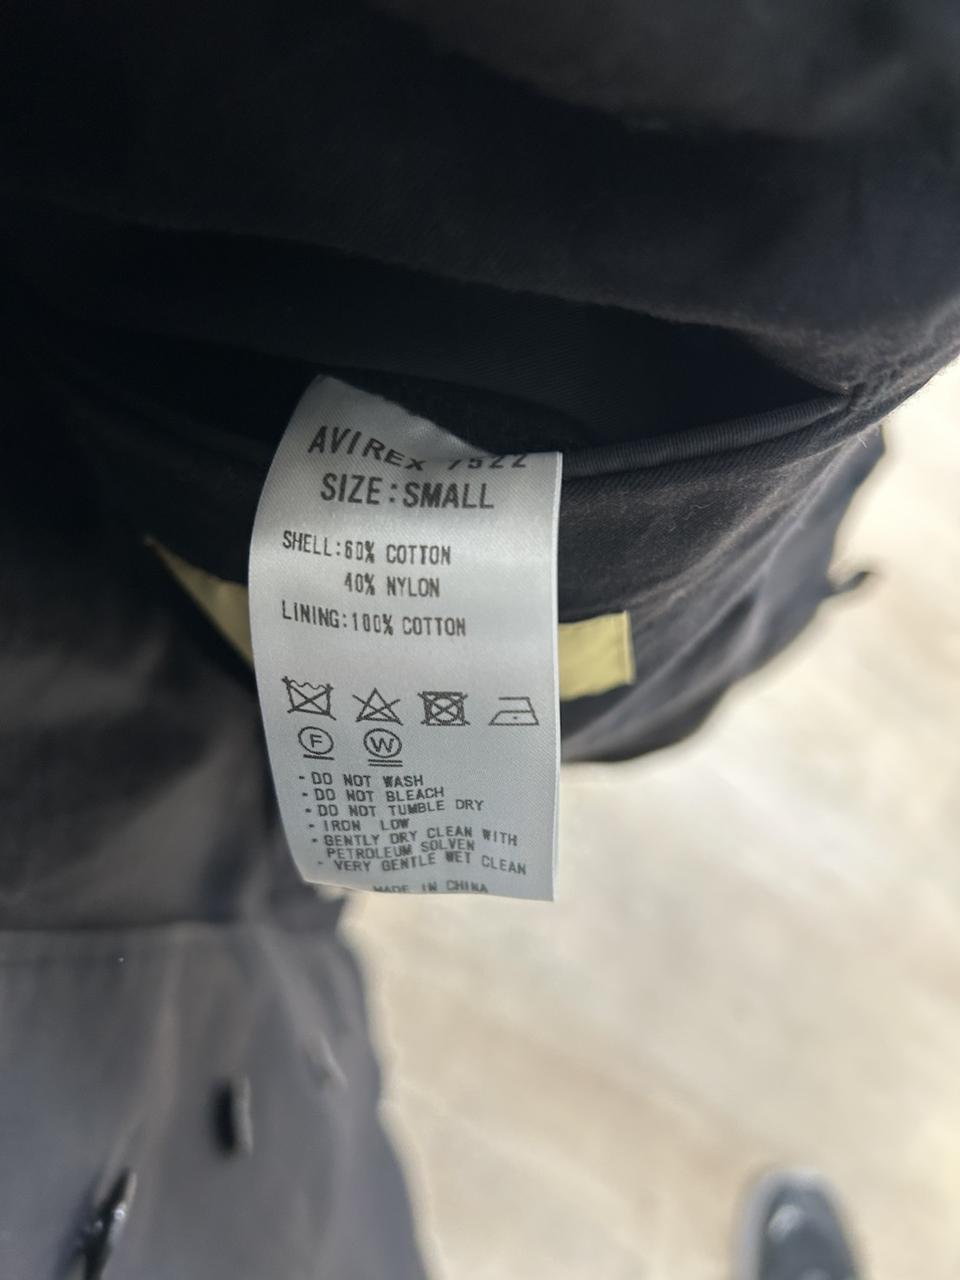 AVIREX 7522
SIZE:SMALL
SHELL:60% COTTON
40% NYLON
LINING:100% COTTON
F W
- DO NOT WASH
- DO NOT BLEACH
- DO NOT TUMBLE DRY
- IRON LOW
- GENTLY DRY CLEAN WITH
PETROLEUM SOLVEN
- VERY GENTLE WET CLEAN
MADE IN CHINA